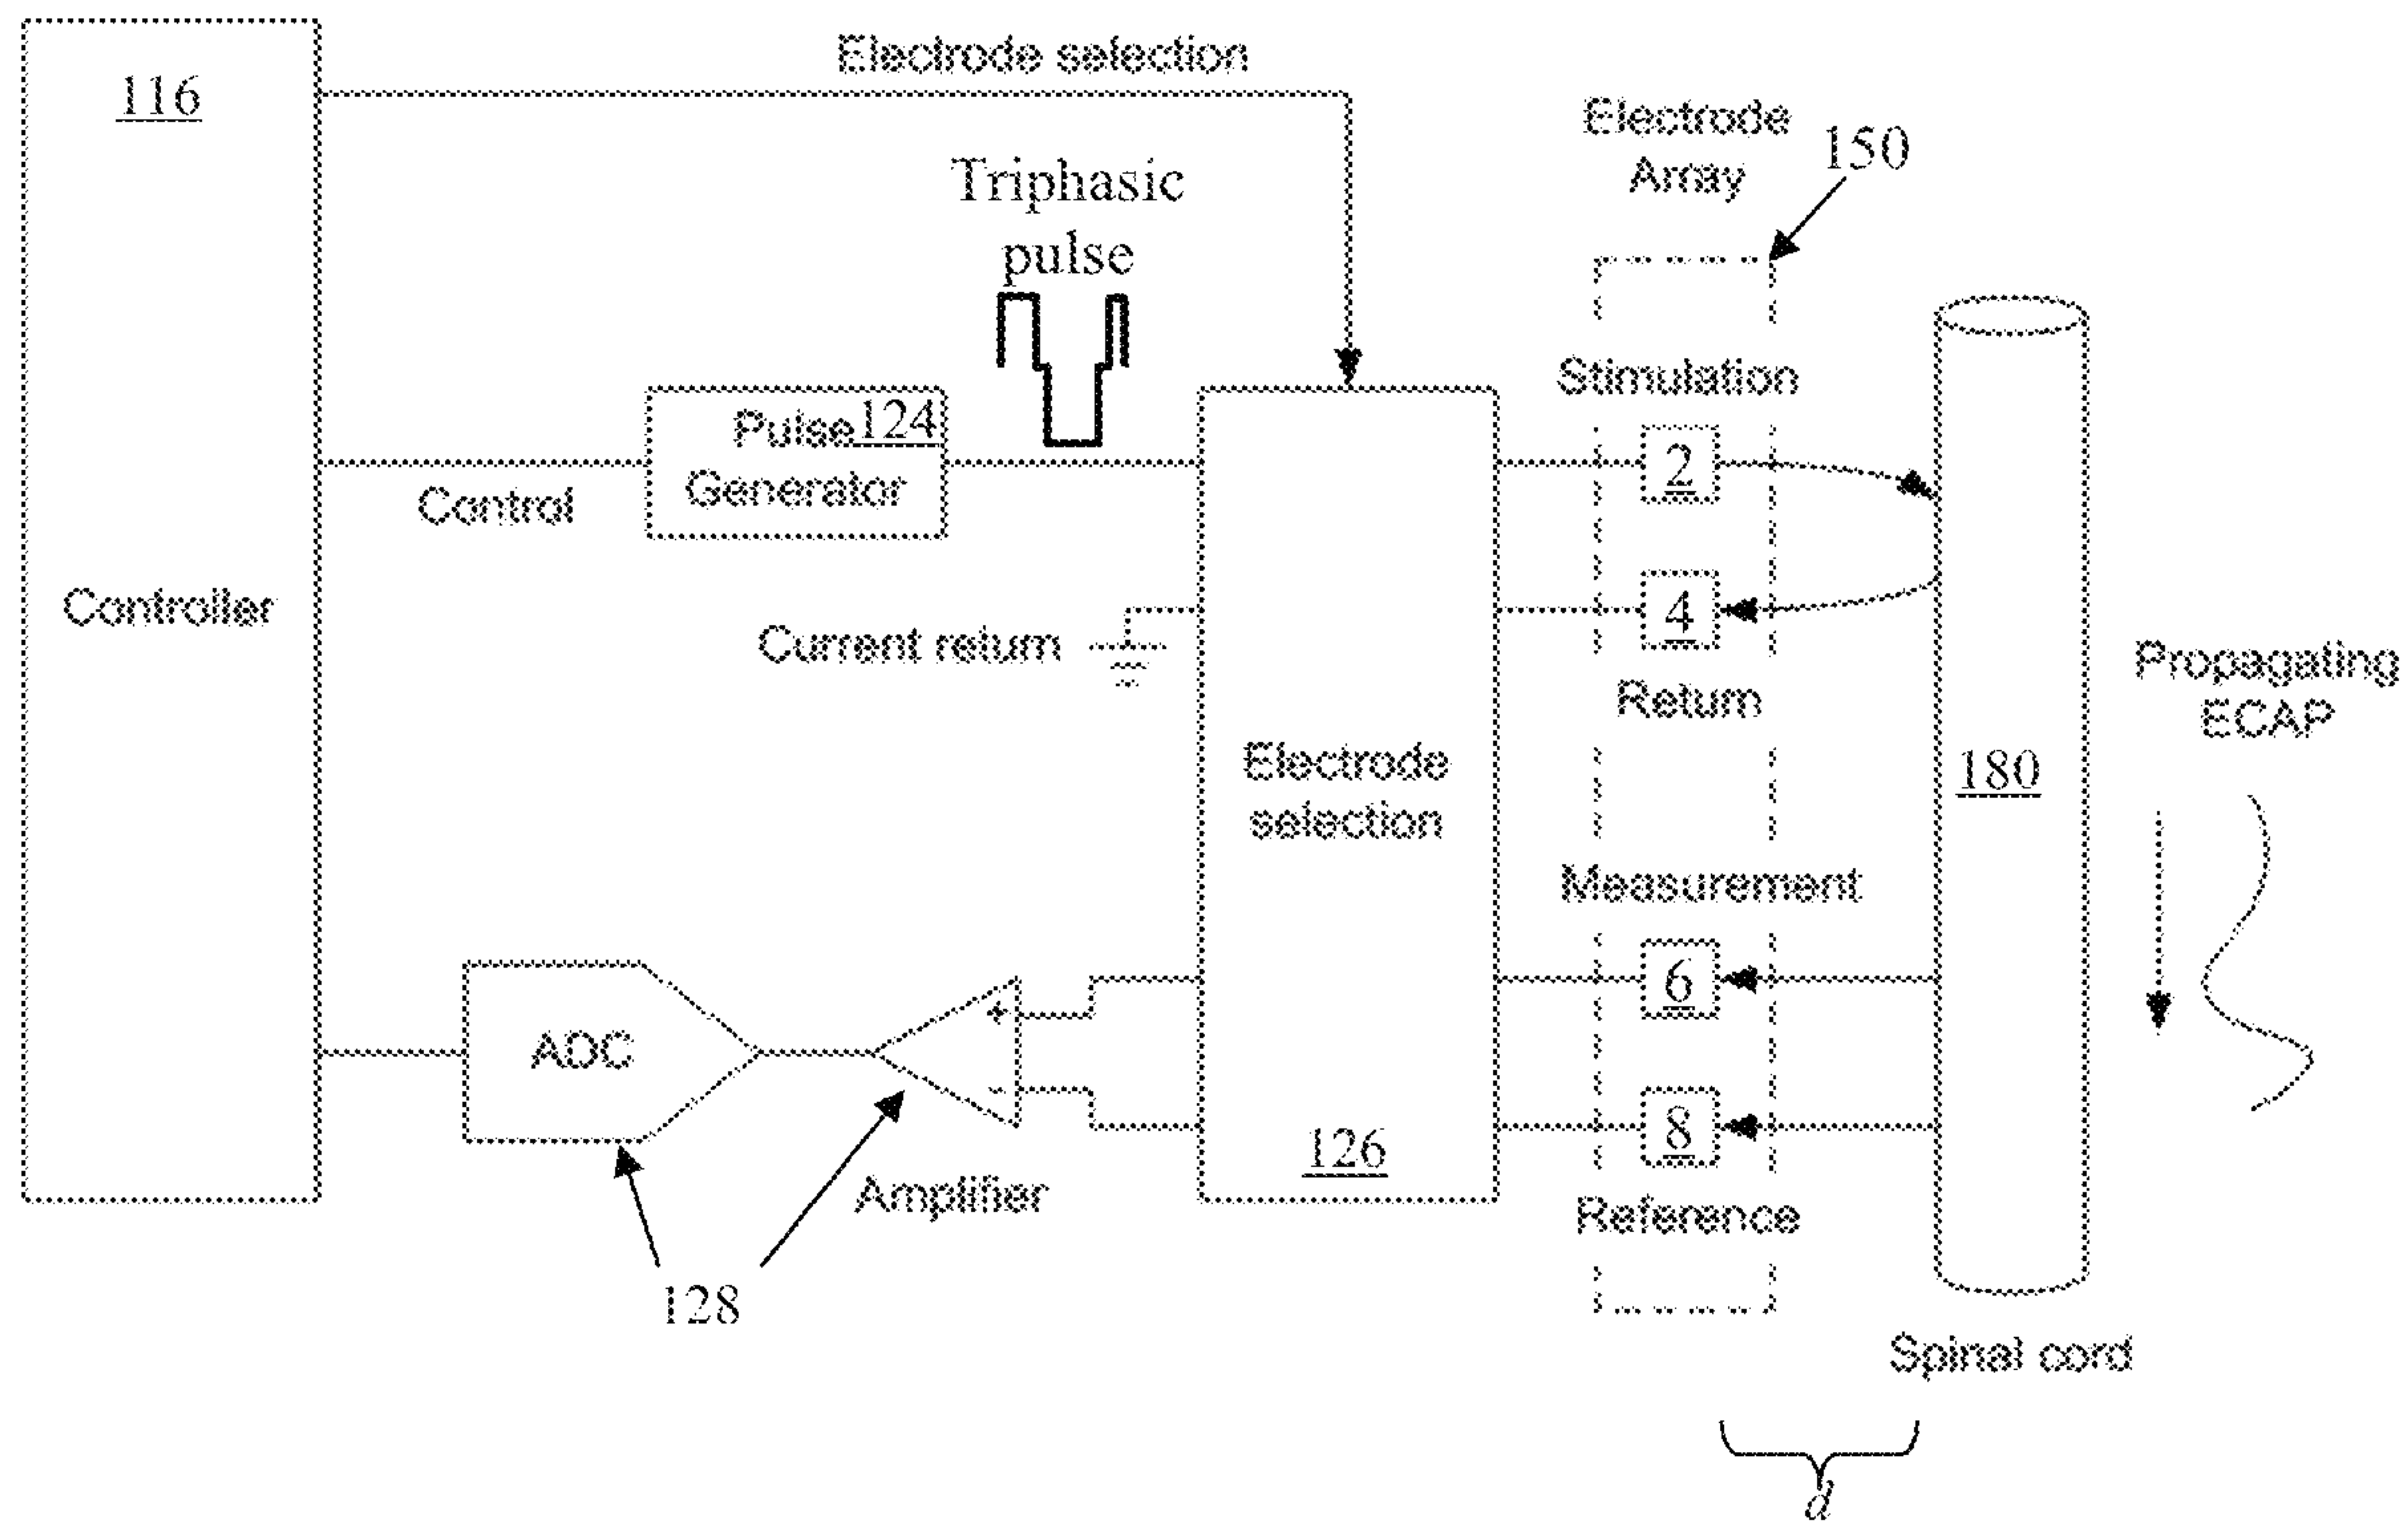 Electrode selection
116
Electrode
Array
150
Triphasic
pulse
Stimulation
Pulse 124
Generator
2
Control
4
Controller
Current return
Return
Propagating
ECAP
Electrode
selection
180
Measurement
+
6
ADC
-
8
126
Amplifier
Reference
128
Spinal cord
d